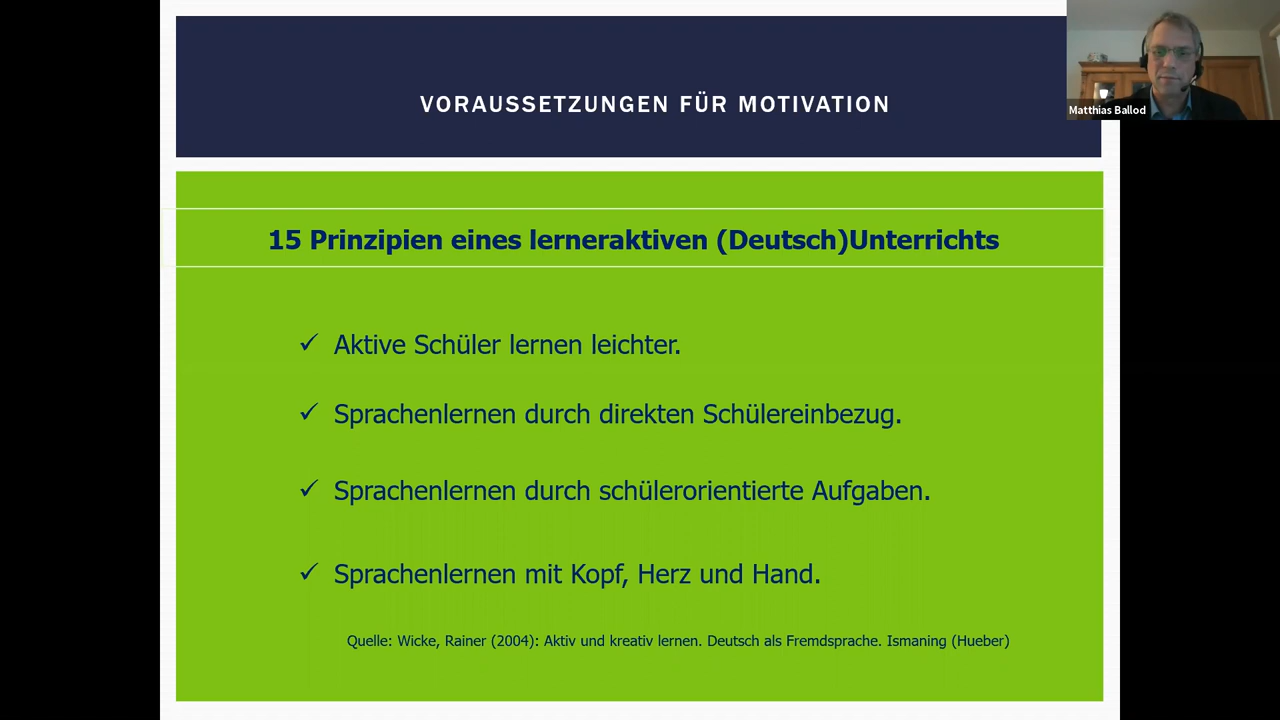 VORAUSSETZUNGEN FÜR MOTIVATION
Matthias Ballod
15 Prinzipien eines lerneraktiven (Deutsch)Unterrichts
✓ Aktive Schüler lernen leichter.
✓ Sprachenlernen durch direkten Schülereinbezug.
✓ Sprachenlernen durch schülerorientierte Aufgaben.
✓ Sprachenlernen mit Kopf, Herz und Hand.
Quelle: Wicke, Rainer (2004): Aktiv und kreativ lernen. Deutsch als Fremdsprache. Ismaning (Hueber)